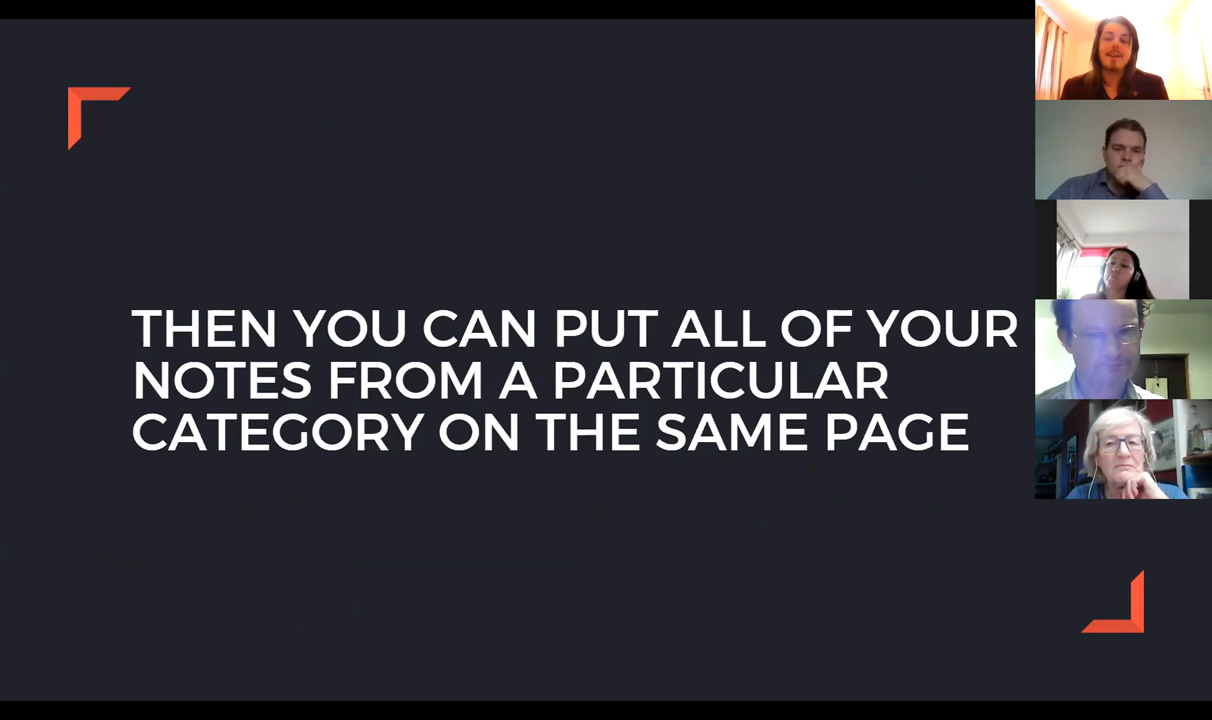 THEN YOU CAN PUT ALL OF YOUR
NOTES FROM A PARTICULAR
CATEGORY ON THE SAME PAGE